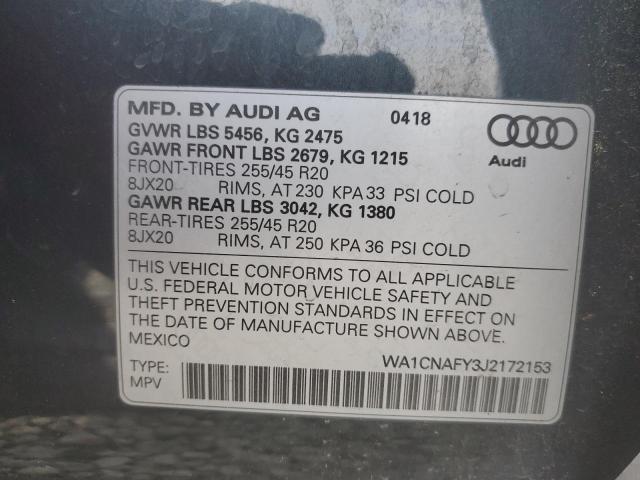 MFD. BY AUDI AG 0418
GVWR LBS 5456, KG 2475
GAWR FRONT LBS 2679, KG 1215
FRONT-TIRES 255/45 R20
8JX20 RIMS, AT 230 KPA 33 PSI COLD
GAWR REAR LBS 3042, KG 1380
REAR-TIRES 255/45 R20
8JX20 RIMS, AT 250 KPA 36 PSI COLD
Audi
THIS VEHICLE CONFORMS TO ALL APPLICABLE
U.S. FEDERAL MOTOR VEHICLE SAFETY AND
THEFT PREVENTION STANDARDS IN EFFECT ON
THE DATE OF MANUFACTURE SHOWN ABOVE.
MEXICO
WA1CNAFY3J2172153
TYPE:
MPV